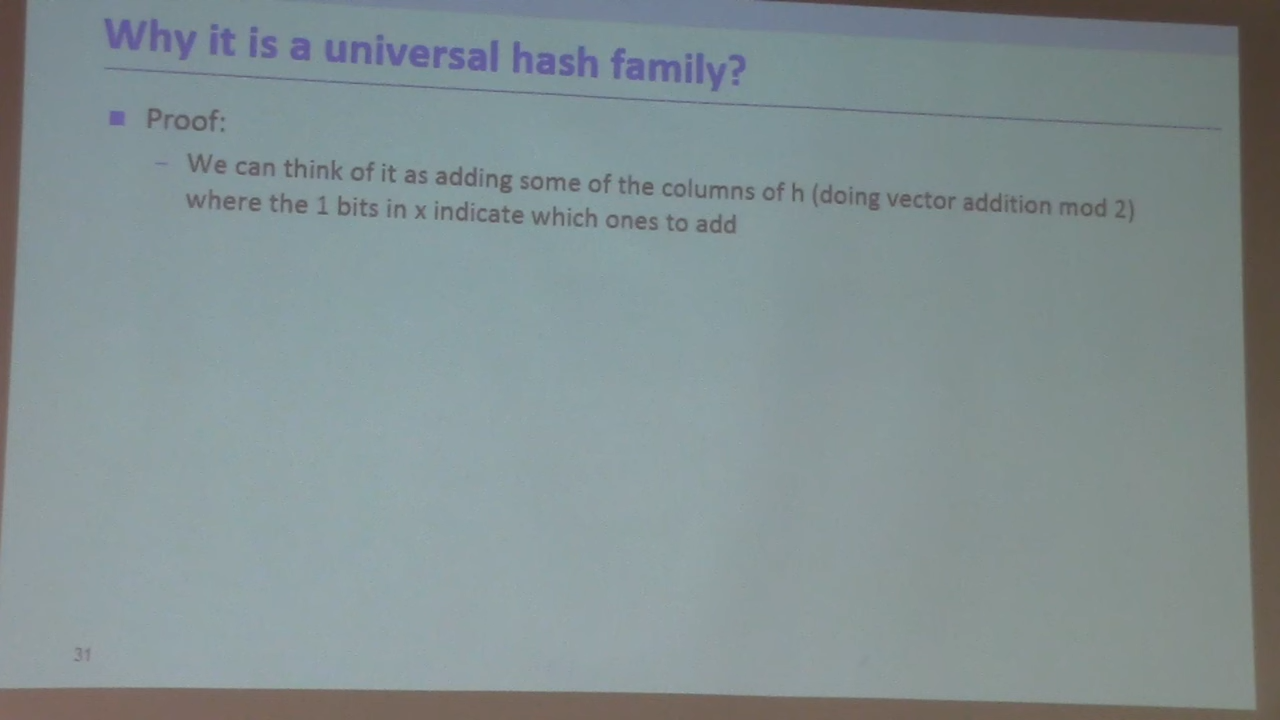 Why it is a universal hash family?
Proof:
– We can think of it as adding some of the columns of h (doing vector addition mod 2)
where the 1 bits in x indicate which ones to add
31